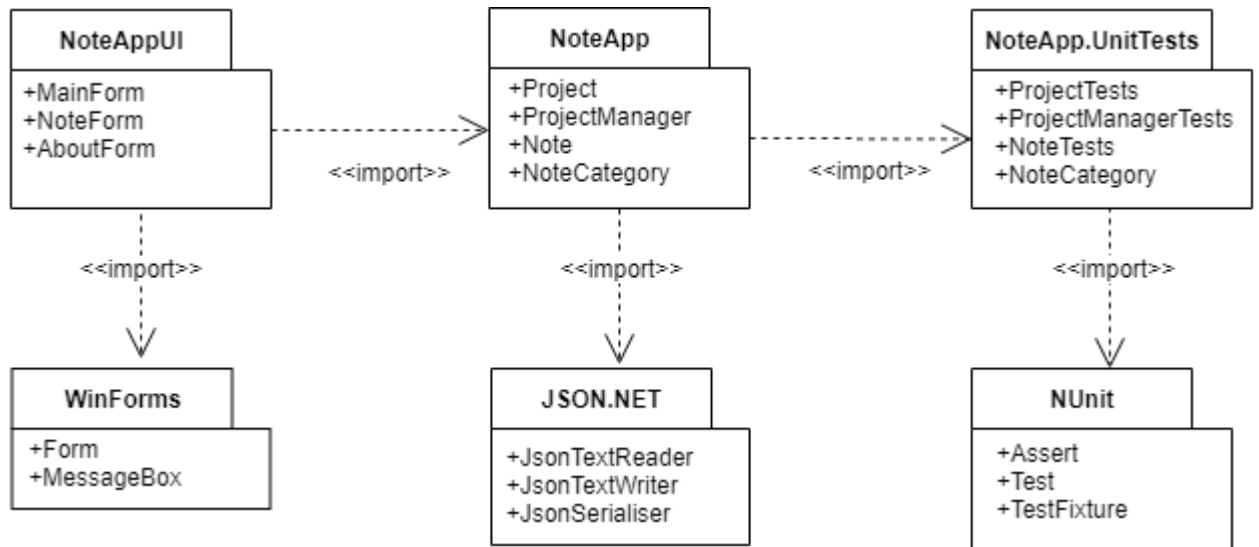 NoteAppUI
+MainForm
+NoteForm
+AboutForm
<<import>>
NoteApp
+Project
+ProjectManager
+Note
+NoteCategory
<<import>>
NoteApp.UnitTests
+ProjectTests
+ProjectManagerTests
+NoteTests
+NoteCategory
<<import>>
<<import>>
<<import>>
WinForms
+Form
+MessageBox
JSON.NET
+JsonTextReader
+JsonTextWriter
+JsonSerialiser
NUnit
+Assert
+Test
+TestFixture